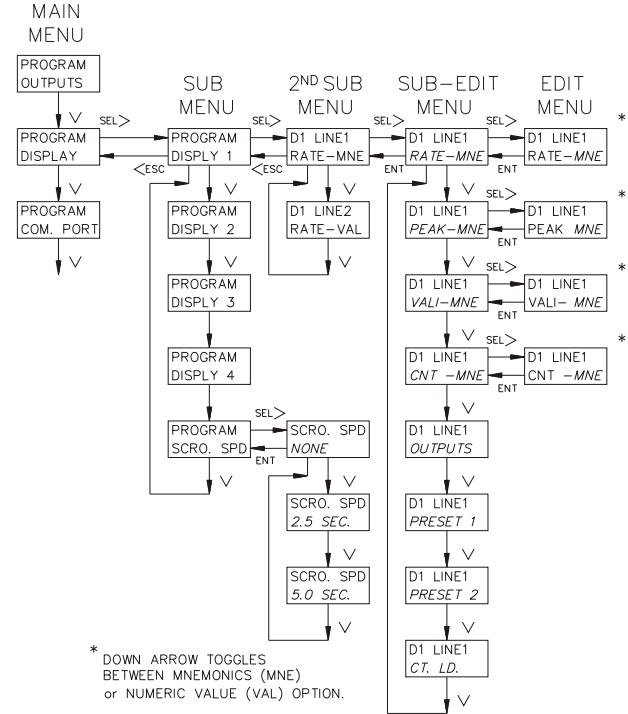 MAIN
MENU
PROGRAM
OUTPUTS
SUB
MENU
2ND SUB
MENU
SUB-EDIT
MENU
EDIT
MENU
SEL>
SEL>
SEL>
SEL>
*
PROGRAM
DISPLAY
PROGRAM
DISPLY 1
D1 LINE1
RATE-MNE
D1 LINE1
RATE-MNE
D1 LINE1
RATE-MNE
<ESC
<ESC
ENT
ENT
PROGRAM
COM. PORT
PROGRAM
DISPLY 2
D1 LINE2
RATE-VAL
D1 LINE1
PEAK-MNE
SEL>
ENT
D1 LINE1
PEAK MNE
*
PROGRAM
DISPLY 3
D1 LINE1
VALI-MNE
SEL>
ENT
D1 LINE1
VALI- MNE
*
PROGRAM
DISPLY 4
D1 LINE1
CNT -MNE
SEL>
ENT
D1 LINE1
CNT -MNE
*
PROGRAM
SCRO. SPD
SEL>
ENT
SCRO. SPD
NONE
D1 LINE1
OUTPUTS
SCRO. SPD
2.5 SEC.
D1 LINE1
PRESET 1
SCRO. SPD
5.0 SEC.
D1 LINE1
PRESET 2
D1 LINE1
CT. LD.
* DOWN ARROW TOGGLES
BETWEEN MNEMONICS (MNE)
or NUMERIC VALUE (VAL) OPTION.